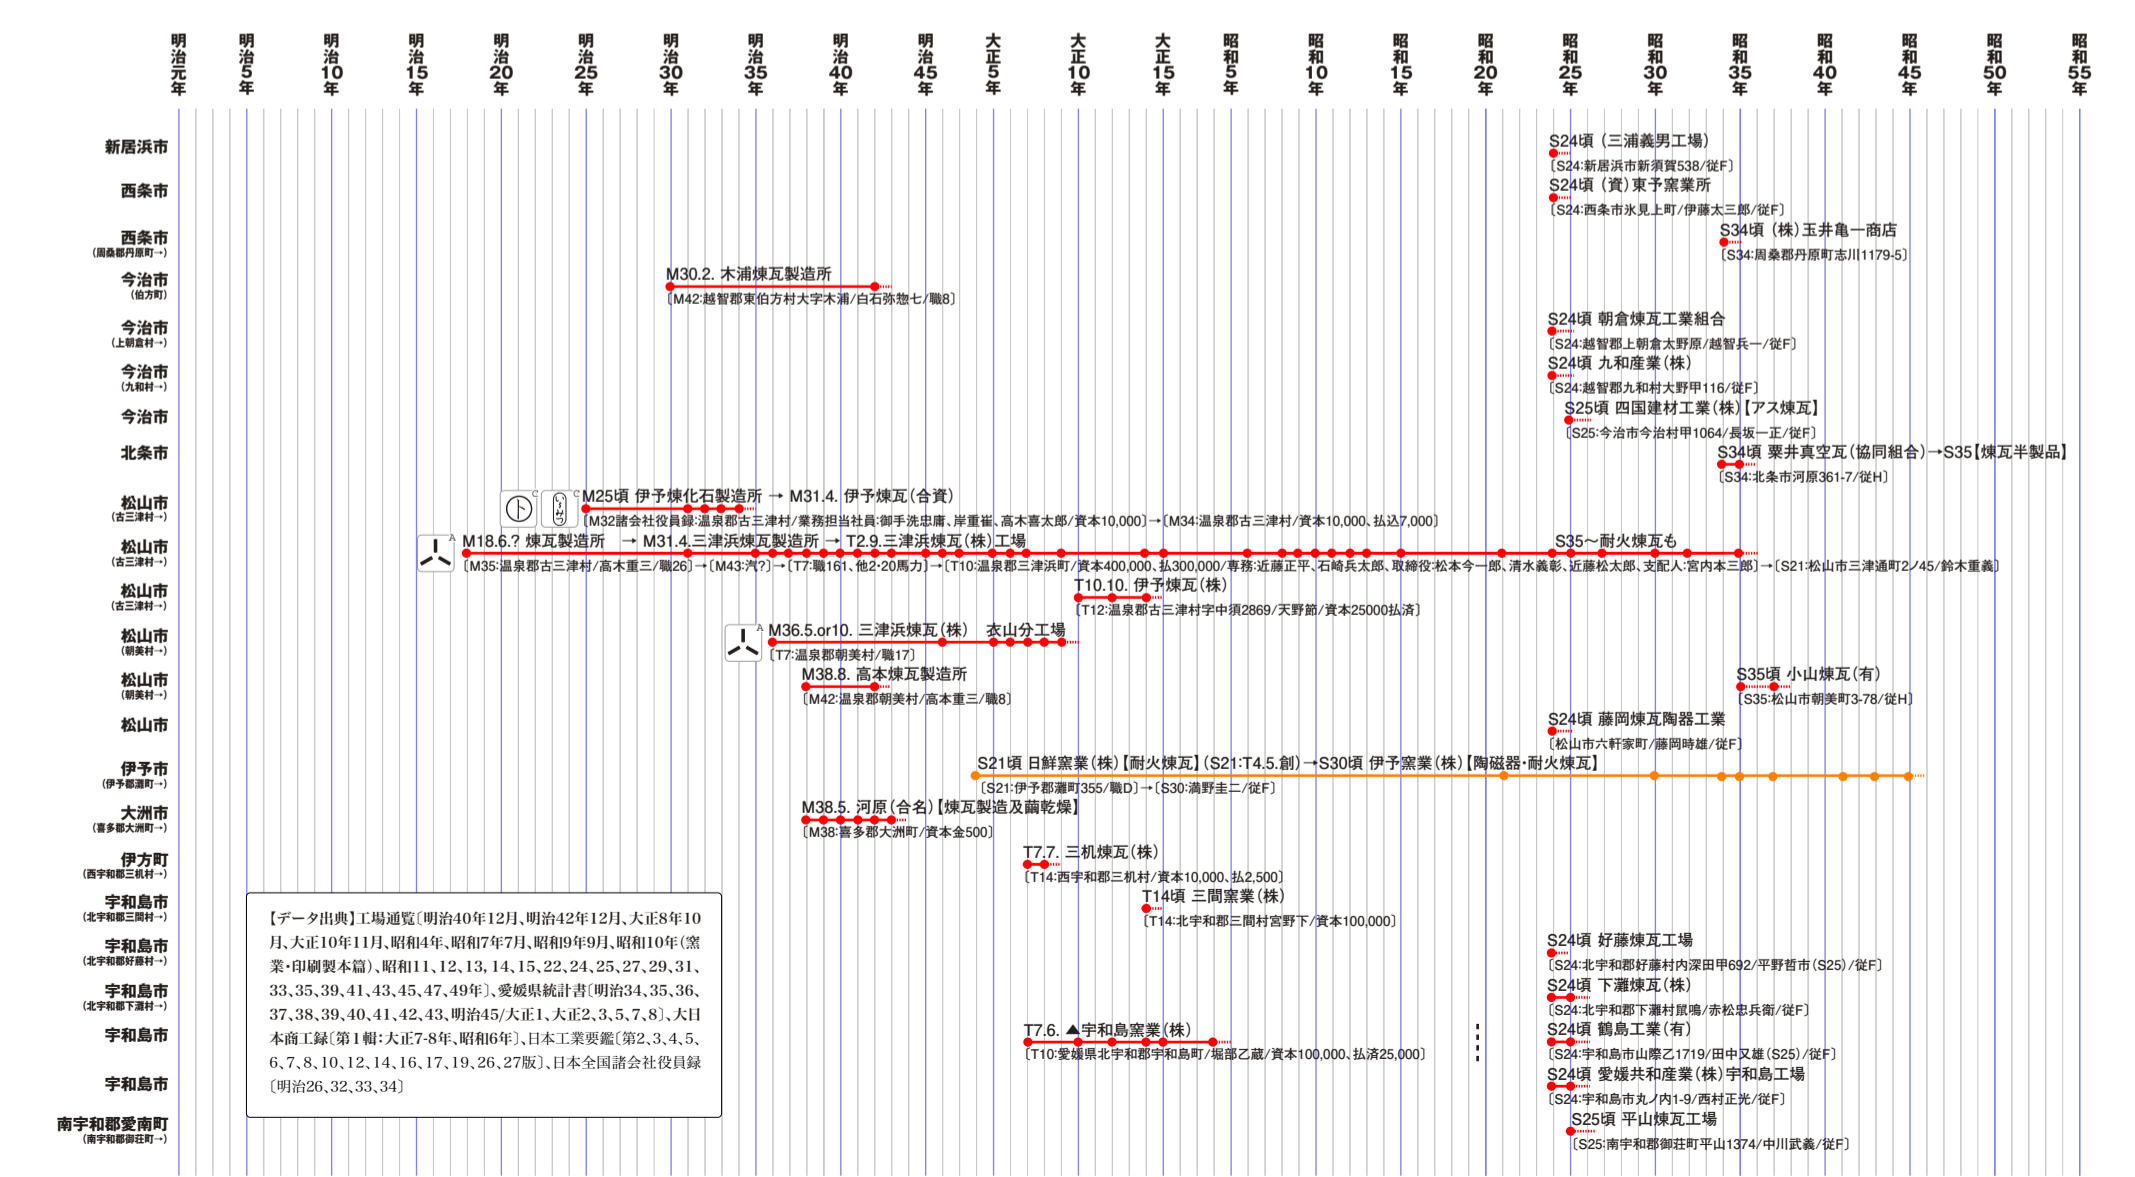 明治元年 明治5年 明治10年 明治15年 明治20年 明治25年 明治30年 明治35年 明治40年 明治45年 大正5年 大正10年 大正15年 昭和5年 昭和10年 昭和15年 昭和20年 昭和25年 昭和30年 昭和35年 昭和40年 昭和45年 昭和50年 昭和55年
新居浜市
S24頃（三浦義男工場）
〔S24:新居浜市新須賀538/従F〕
西条市
S24頃（資）東予窯業所
〔S24:西条市氷見上町/伊藤太三郎/従F〕
西条市
（周桑郡丹原町→）
S34頃（株）玉井亀一商店
〔S34:周桑郡丹原町志川1179-5〕
今治市
（伯方町）
M30.2. 木浦煉瓦製造所
〔M42:越智郡東伯方村大字木浦/白石弥惣七/職8〕
今治市
（上朝倉村→）
S24頃 朝倉煉瓦工業組合
〔S24:越智郡上朝倉太野原/越智兵一/従F〕
今治市
（九和村→）
S24頃 九和産業（株）
〔S24:越智郡九和村大野甲116/従F〕
今治市
S25頃 四国建材工業（株）【アス煉瓦】
〔S25:今治市今治村甲1064/長坂一正/従F〕
北条市
S34頃 粟井真空瓦（協同組合）→S35【煉瓦半製品】
〔S34:北条市河原361-7/従H〕
松山市
（古三津村→）
C
ト
C
M25頃 伊予煉化石製造所 → M31.4. 伊予煉瓦（合資）
〔M32諸会社役員録:温泉郡古三津村/業務担当社員:御手洗忠庸、岸重崔、高木喜太郎/資本10,000〕→〔M34:温泉郡古三津村/資本10,000、払込7,000〕
松山市
（古三津村→）
A
M18.6.? 煉瓦製造所 → M31.4.三津浜煉瓦製造所 → T2.9.三津浜煉瓦（株）工場
S35〜耐火煉瓦も
〔M35:温泉郡古三津村/高木重三/職26〕→〔M43:汽?〕→〔T7:職161、他2・20馬力〕→〔T10:温泉郡三津浜町/資本400,000、払300,000/専務:近藤正平、石崎兵太郎、取締役:松本今一郎、清水義彰、近藤松太郎、支配人:宮内本三郎〕→〔S21:松山市三津通町2ノ45/鈴木重義〕
松山市
（古三津村→）
T10.10. 伊予煉瓦（株）
〔T12:温泉郡古三津村字中須2869/天野節/資本25000払済〕
松山市
（朝美村→）
A
M36.5.or10. 三津浜煉瓦（株） 衣山分工場
〔T7:温泉郡朝美村/職17〕
松山市
（朝美村→）
M38.8. 高本煉瓦製造所
〔M42:温泉郡朝美村/高本重三/職8〕
S35頃 小山煉瓦（有）
〔S35:松山市朝美町3-78/従H〕
松山市
S24頃 藤岡煉瓦陶器工業
〔松山市六軒家町/藤岡時雄/従F〕
伊予市
（伊予郡灘町→）
S21頃 日鮮窯業（株）【耐火煉瓦】（S21:T4.5.創）→S30頃 伊予窯業（株）【陶磁器・耐火煉瓦】
〔S21:伊予郡灘町355/職D〕→〔S30:満野圭二/従F〕
大洲市
（喜多郡大洲町→）
M38.5. 河原（合名）【煉瓦製造及繭乾燥】
〔M38:喜多郡大洲町/資本金500〕
伊方町
（西宇和郡三机村→）
T7.7. 三机煉瓦（株）
〔T14:西宇和郡三机村/資本10,000、払2,500〕
宇和島市
（北宇和郡三間村→）
T14頃 三間窯業（株）
〔T14:北宇和郡三間村宮野下/資本100,000〕
宇和島市
（北宇和郡好藤村→）
S24頃 好藤煉瓦工場
〔S24:北宇和郡好藤村内深田甲692/平野哲市（S25）/従F〕
宇和島市
（北宇和郡下灘村→）
S24頃 下灘煉瓦（株）
〔S24:北宇和郡下灘村鼠鳴/赤松忠兵衛/従F〕
宇和島市
T7.6. ▲宇和島窯業（株）
〔T10:愛媛県北宇和郡宇和島町/堀部乙蔵/資本100,000、払済25,000〕
S24頃 鶴島工業（有）
〔S24:宇和島市山際乙1719/田中又雄（S25）/従F〕
宇和島市
S24頃 愛媛共和産業（株）宇和島工場
〔S24:宇和島市丸ノ内1-9/西村正光/従F〕
南宇和郡愛南町
（南宇和郡御荘町→）
S25頃 平山煉瓦工場
〔S25:南宇和郡御荘町平山1374/中川武義/従F〕
【データ出典】工場通覧〔明治40年12月、明治42年12月、大正8年10
月、大正10年11月、昭和4年、昭和7年7月、昭和9年9月、昭和10年（窯
業・印刷製本篇）、昭和11、12、13、14、15、22、24、25、27、29、31、
33、35、39、41、43、45、47、49年〕、愛媛県統計書〔明治34、35、36、
37、38、39、40、41、42、43、明治45/大正1、大正2、3、5、7、8〕、大日
本商工録〔第1輯：大正7-8年、昭和6年〕、日本工業要鑑〔第2、3、4、5、
6、7、8、10、12、14、16、17、19、26、27版〕、日本全国諸会社役員録
〔明治26、32、33、34〕